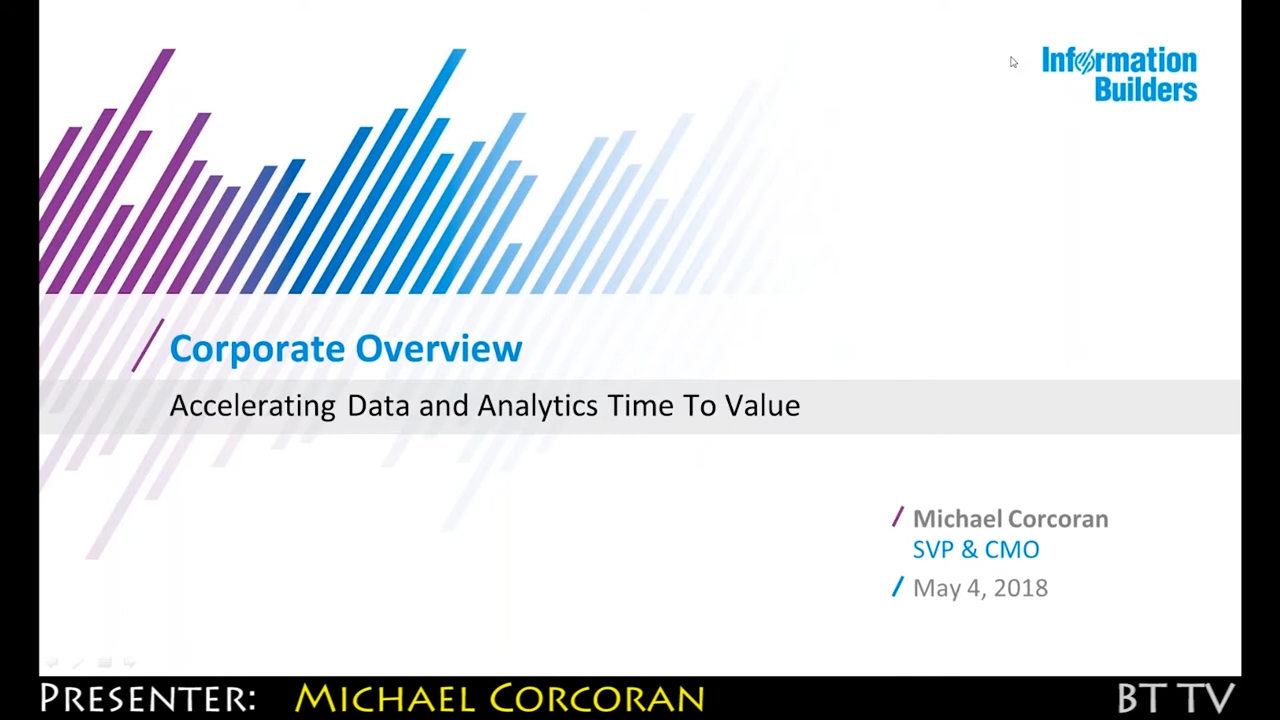 Information
Builders
Corporate Overview
Accelerating Data and Analytics Time To Value
Michael Corcoran
SVP & CMO
May 4, 2018
PRESENTER: MICHAEL CORCORAN
BT TV